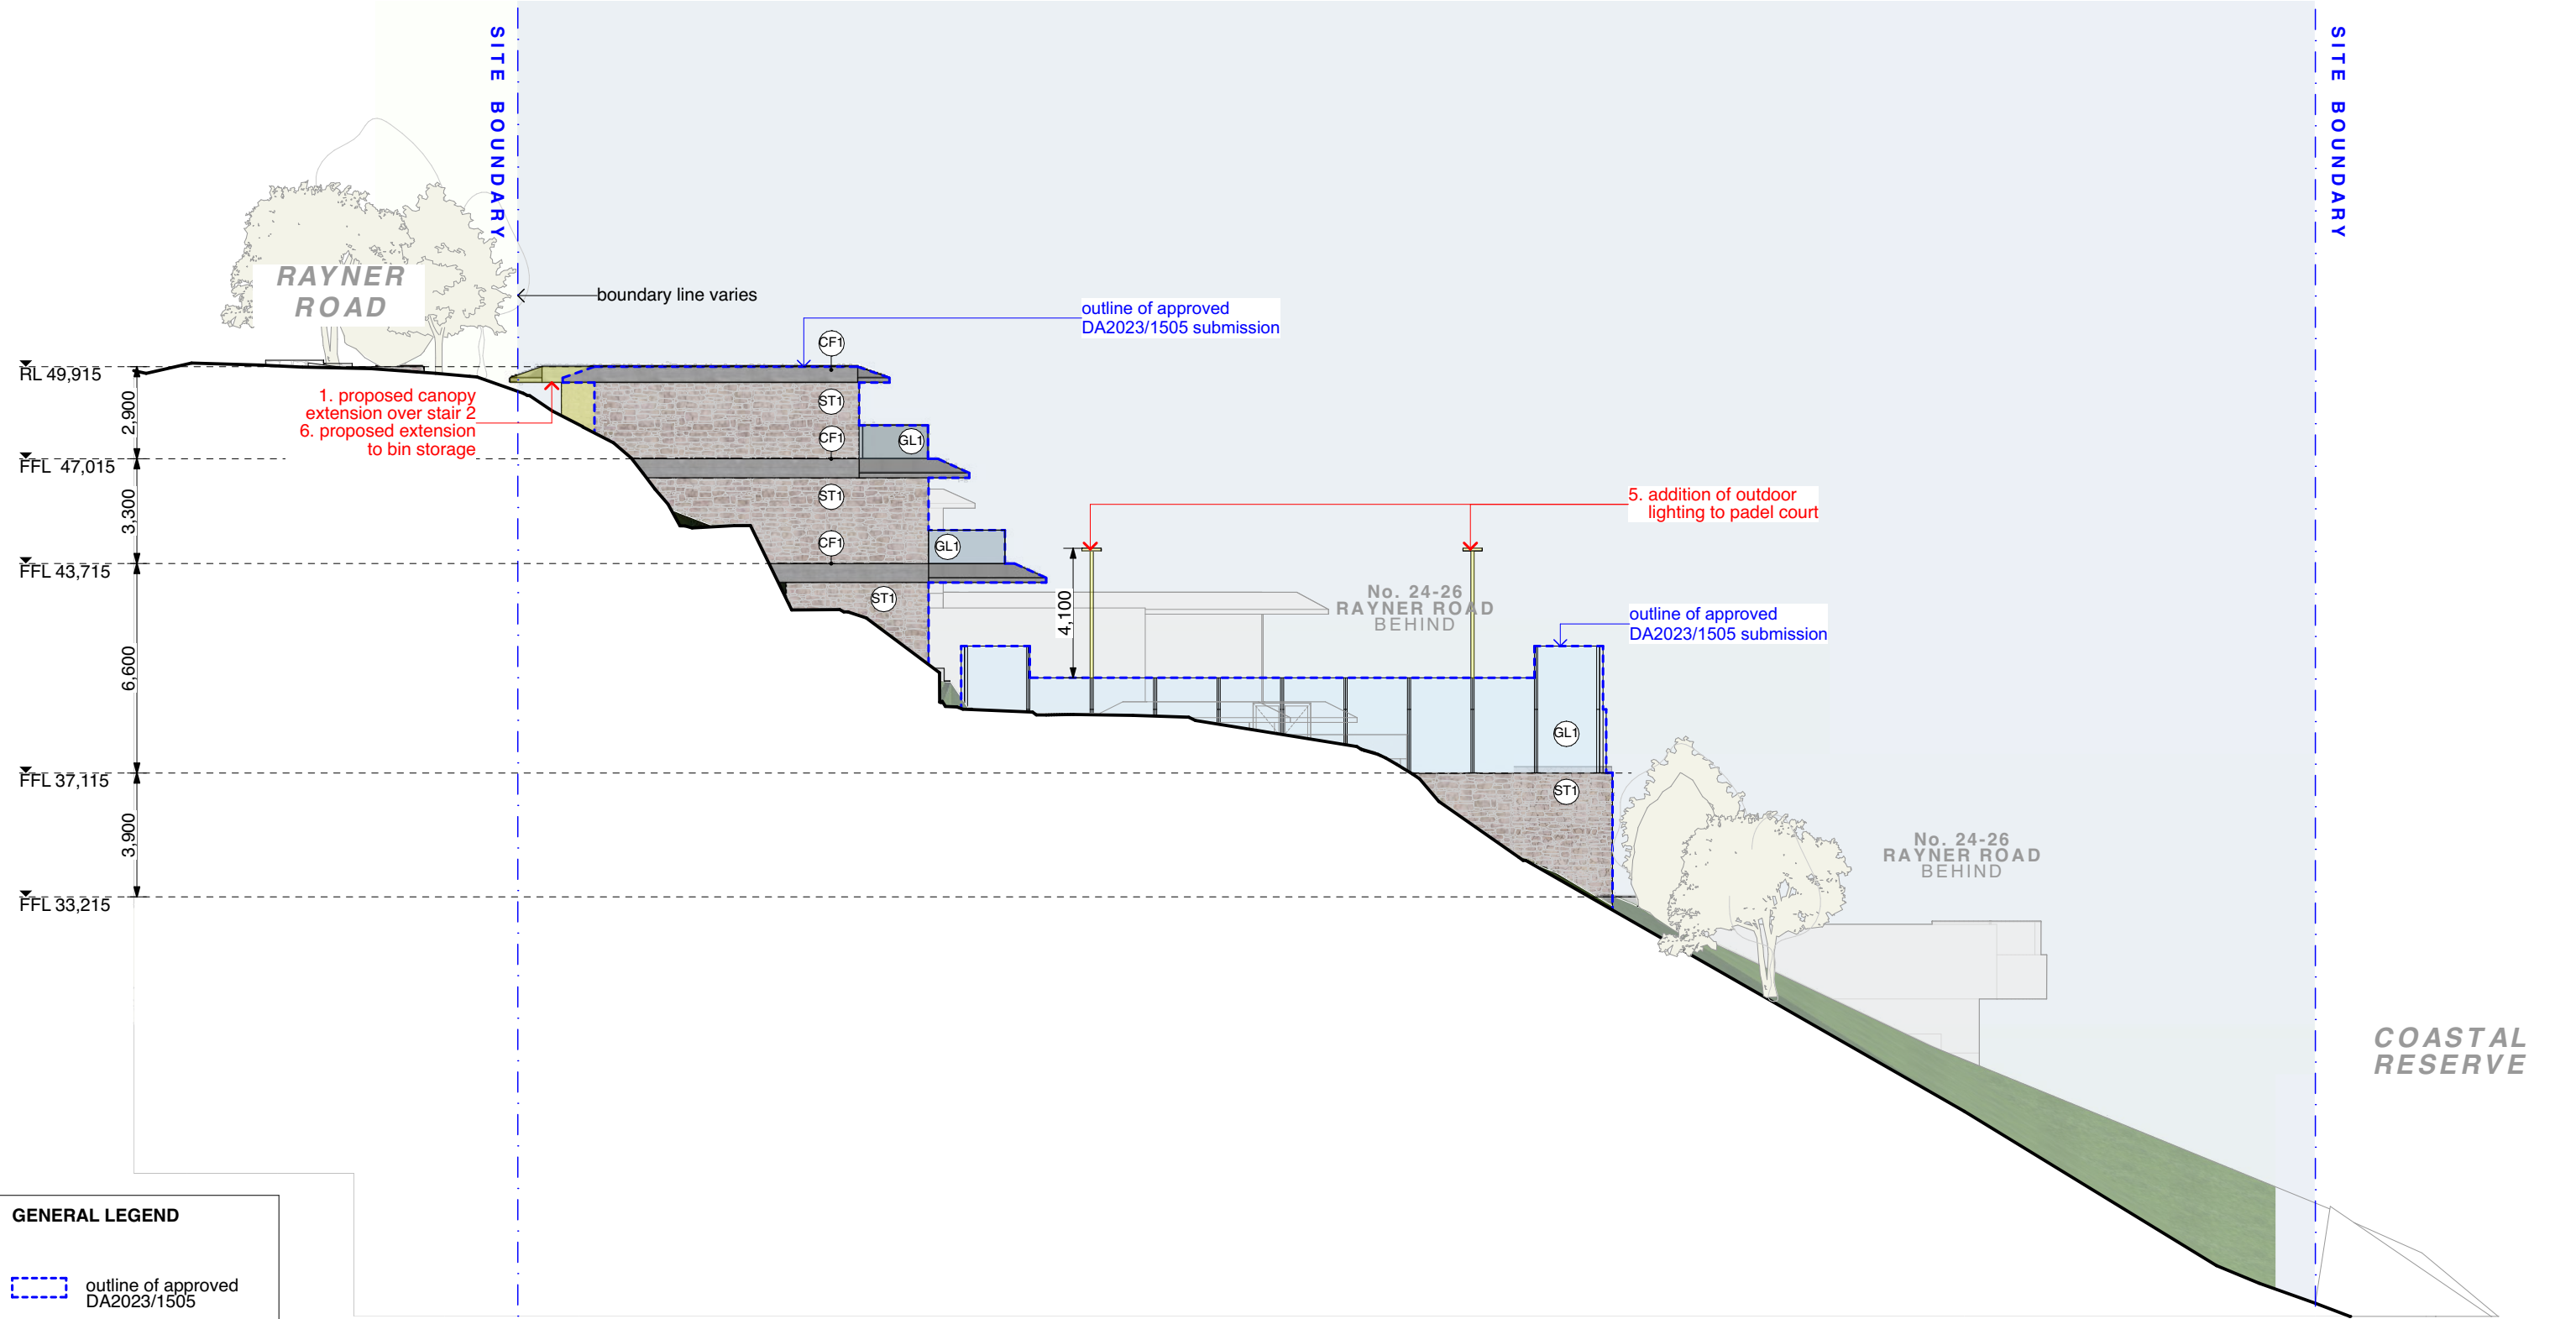 SITE BOUNDARY
SITE BOUNDARY
RAYNER
ROAD
boundary line varies
outline of approved
DA2023/1505 submission
CF1
RL 49,915
1. proposed canopy
extension over stair 2
6. proposed extension
to bin storage
2,900
ST1
CF1
GL1
FFL 47,015
3,300
ST1
5. addition of outdoor
lighting to padel court
CF1
GL1
FFL 43,715
ST1
4,100
No. 24-26
RAYNER ROAD
BEHIND
outline of approved
DA2023/1505 submission
6,600
GL1
FFL 37,115
ST1
3,900
No. 24-26
RAYNER ROAD
BEHIND
FFL 33,215
COASTAL
RESERVE
GENERAL LEGEND
outline of approved
DA2023/1505